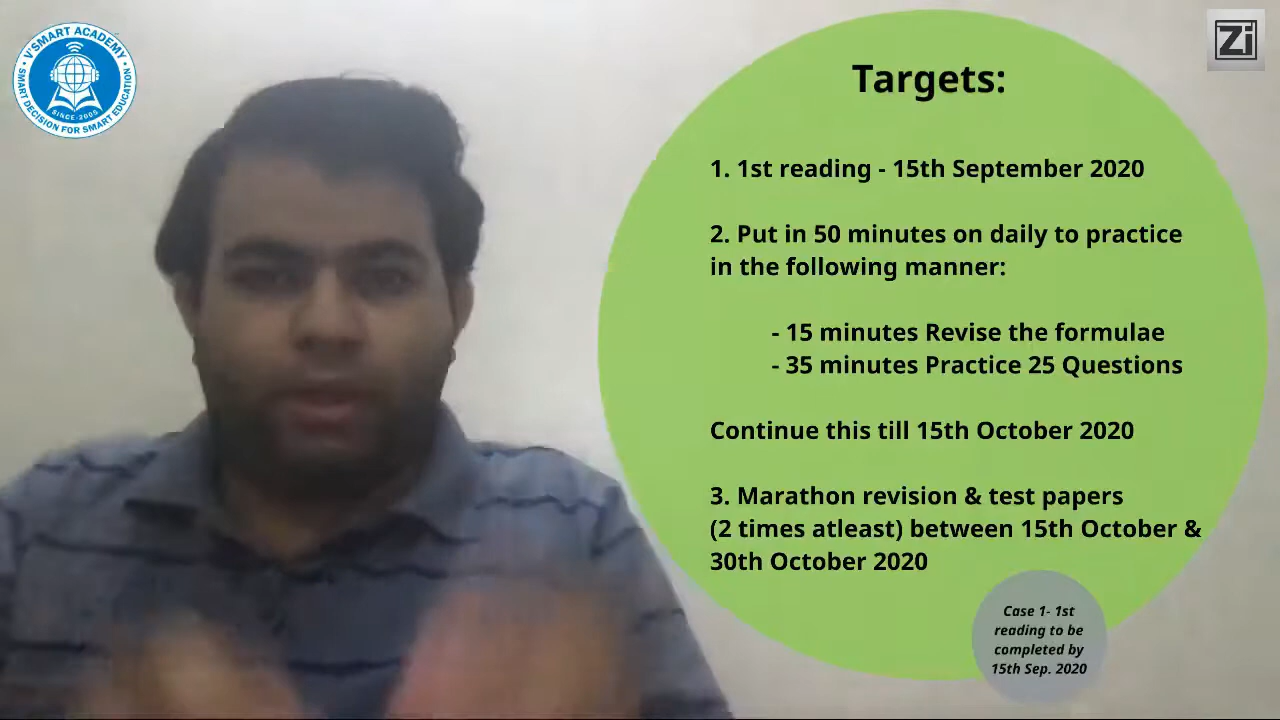 V'SMART ACADEMY
SMART DECISION FOR SMART EDUCATION
SINCE-2005
Zi
Targets:
1. 1st reading - 15th September 2020
2. Put in 50 minutes on daily to practice
in the following manner:
- 15 minutes Revise the formulae
- 35 minutes Practice 25 Questions
Continue this till 15th October 2020
3. Marathon revision & test papers
(2 times atleast) between 15th October &
30th October 2020
Case 1- 1st
reading to be
completed by
15th Sep. 2020